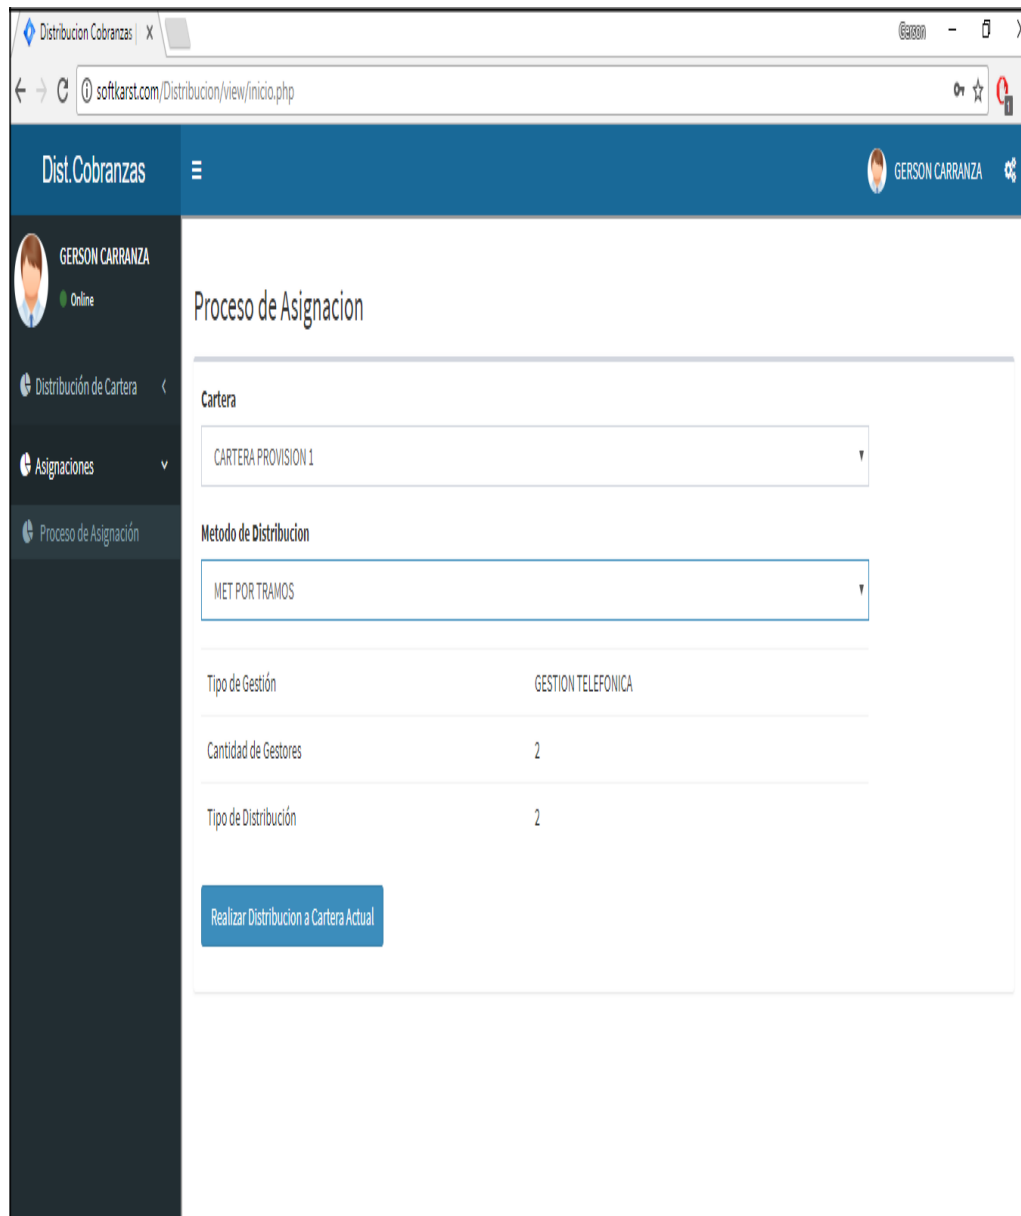 Distribucion Cobranzas |
Gerson
softkarst.com/Distribucion/view/inicio.php
1
Dist.Cobranzas
GERSON CARRANZA
GERSON CARRANZA
Online
Proceso de Asignacion
Distribución de Cartera
Asignaciones
Proceso de Asignación
Cartera
CARTERA PROVISION 1
Metodo de Distribucion
MET POR TRAMOS
Tipo de Gestión GESTION TELEFONICA
Cantidad de Gestores 2
Tipo de Distribución 2
Realizar Distribucion a Cartera Actual